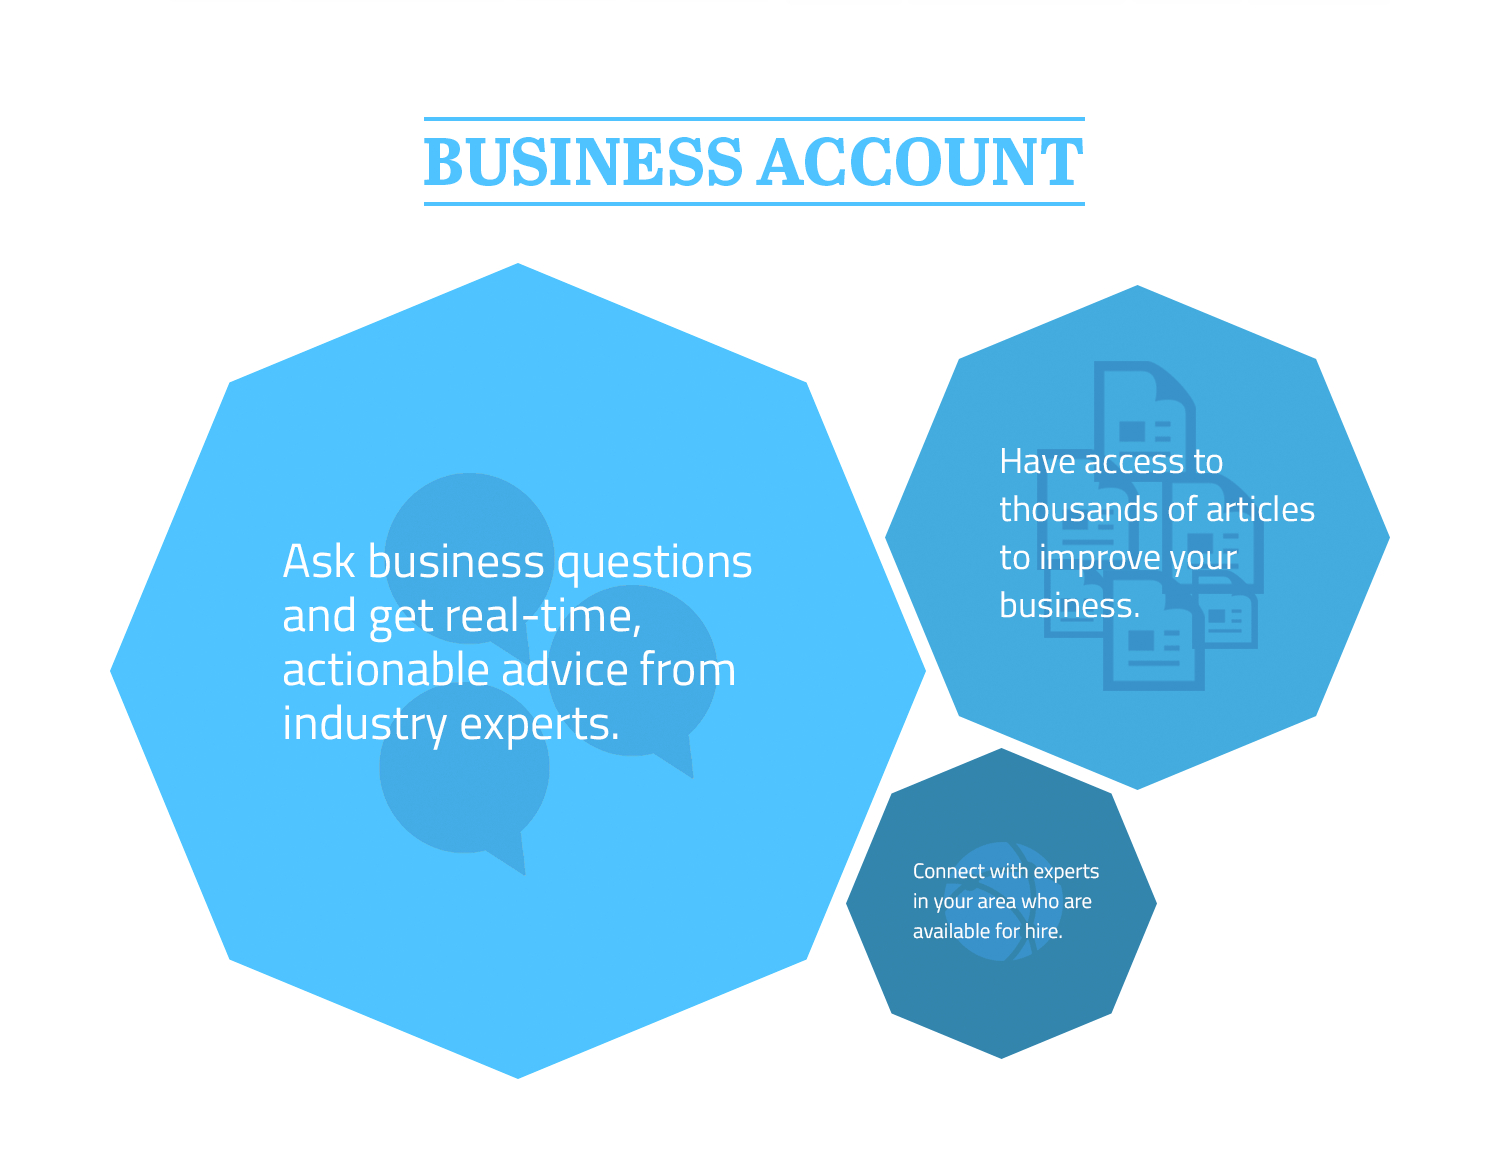 BUSINESS ACCOUNT
Ask business questions
and get real-time,
actionable advice from
industry experts.
Have access to
thousands of articles
to improve your
business.
Connect with experts
in your area who are
available for hire.